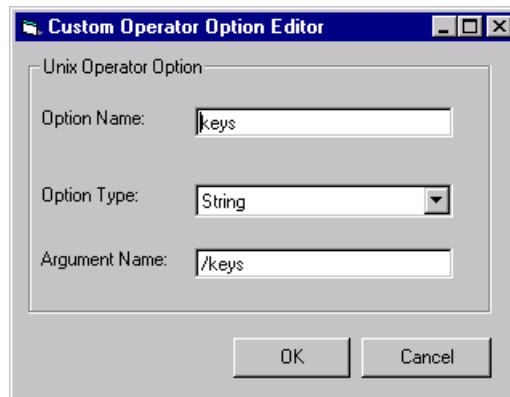 Custom Operator Option Editor
Unix Operator Option
Option Name: keys
Option Type: String
Argument Name: /keys
OK Cancel